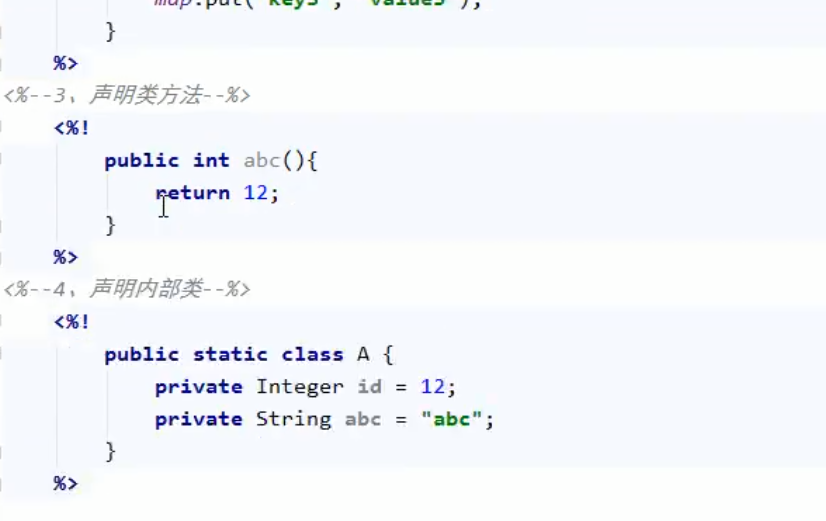 map.put("key3", "value3");
}
%>
<%--3、声明类方法--%>
<%!
public int abc(){
return 12;
}
%>
<%--4、声明内部类--%>
<%!
public static class A {
private Integer id = 12;
private String abc = "abc";
}
%>